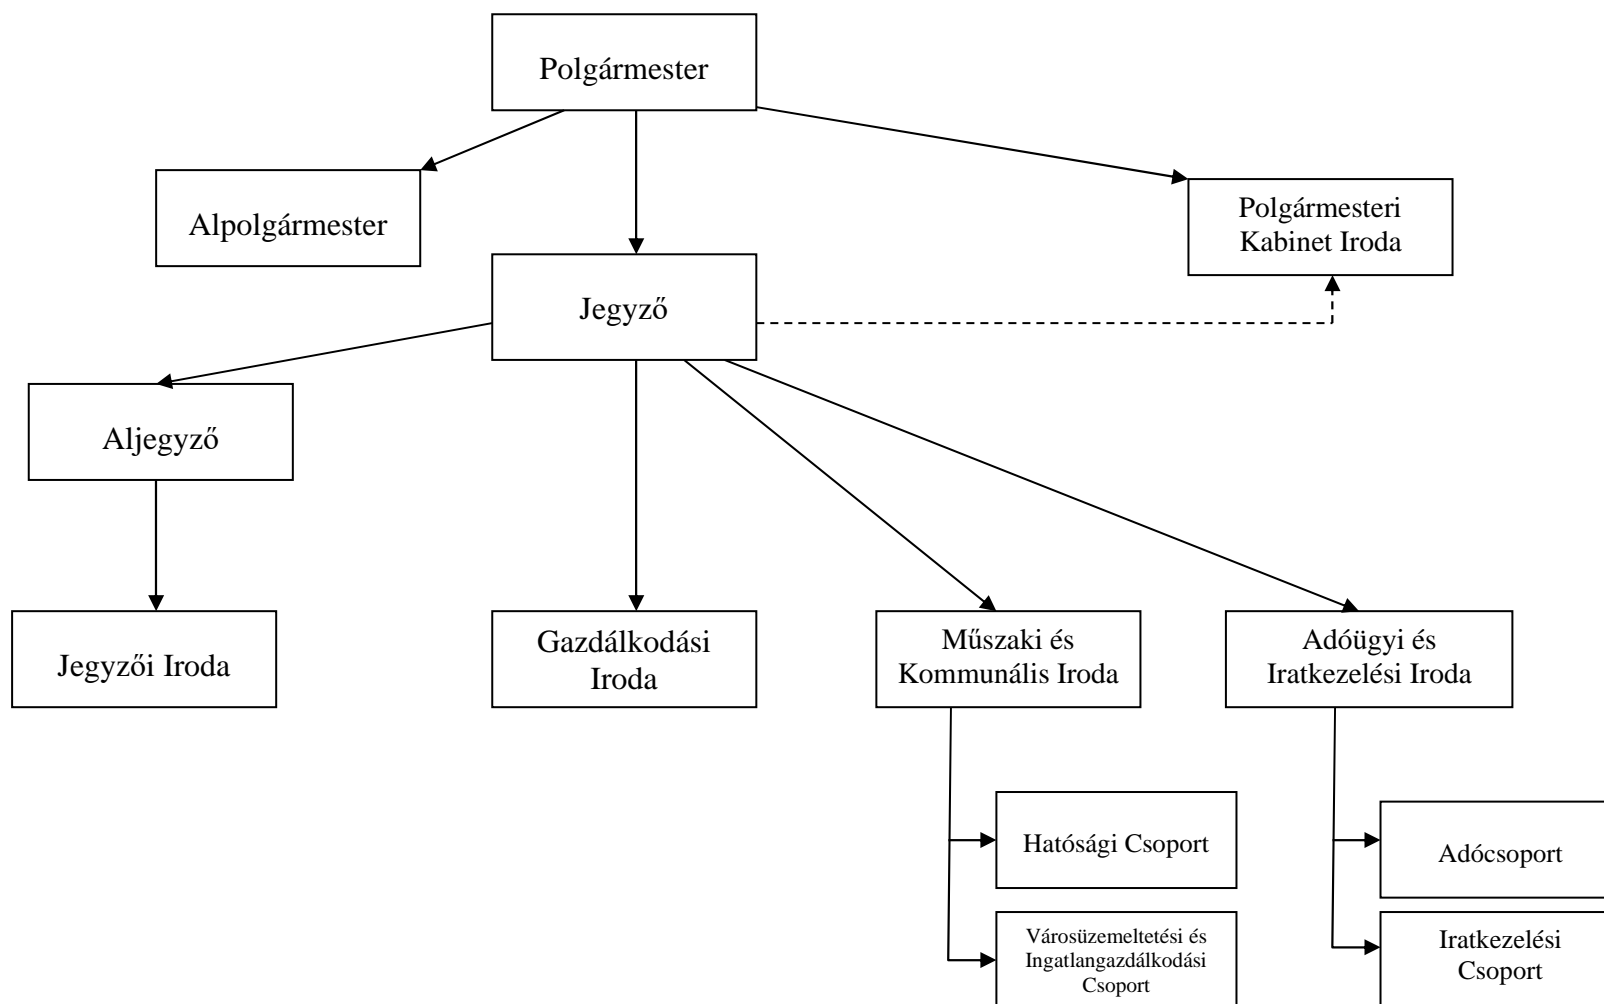 Polgármester
Alpolgármester
Polgármesteri
Kabinet Iroda
Jegyző
Aljegyző
Jegyzői Iroda
Gazdálkodási
Iroda
Műszaki és
Kommunális Iroda
Adóügyi és
Iratkezelési Iroda
Hatósági Csoport
Adócsoport
Városüzemeltetési és
Ingatlangazdálkodási
Csoport
Iratkezelési
Csoport